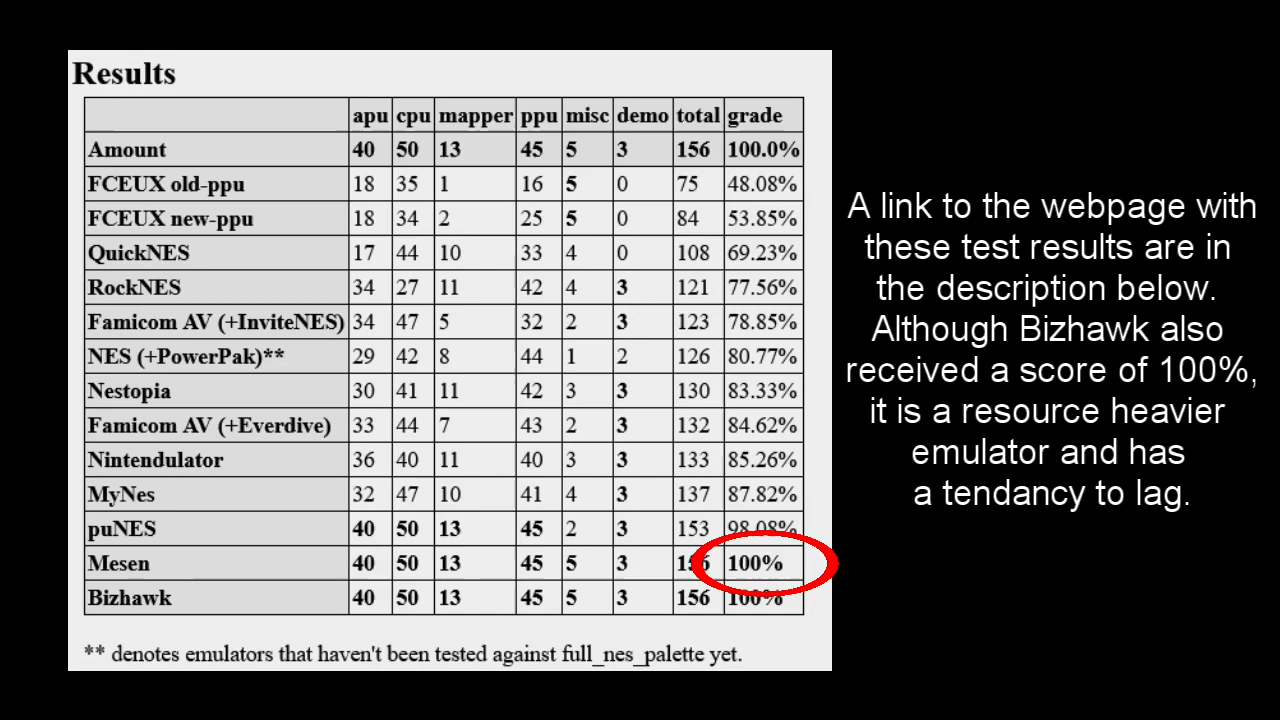 Results
apu cpu mapper ppu misc demo total grade
Amount 40 50 13 45 5 3 156 100.0%
FCEUX old-ppu 18 35 1 16 5 0 75 48.08%
FCEUX new-ppu 18 34 2 25 5 0 84 53.85%
QuickNES 17 44 10 33 4 0 108 69.23%
RockNES 34 27 11 42 4 3 121 77.56%
Famicom AV (+InviteNES) 34 47 5 32 2 3 123 78.85%
NES (+PowerPak)** 29 42 8 44 1 2 126 80.77%
Nestopia 30 41 11 42 3 3 130 83.33%
Famicom AV (+Everdive) 33 44 7 43 2 3 132 84.62%
Nintendulator 36 40 11 40 3 3 133 85.26%
MyNes 32 47 10 41 4 3 137 87.82%
puNES 40 50 13 45 2 3 153 98.08%
Mesen 40 50 13 45 5 3 156 100%
Bizhawk 40 50 13 45 5 3 156 100%
** denotes emulators that haven't been tested against full_nes_palette yet.
A link to the webpage with
these test results are in
the description below.
Although Bizhawk also
received a score of 100%,
it is a resource heavier
emulator and has
a tendancy to lag.